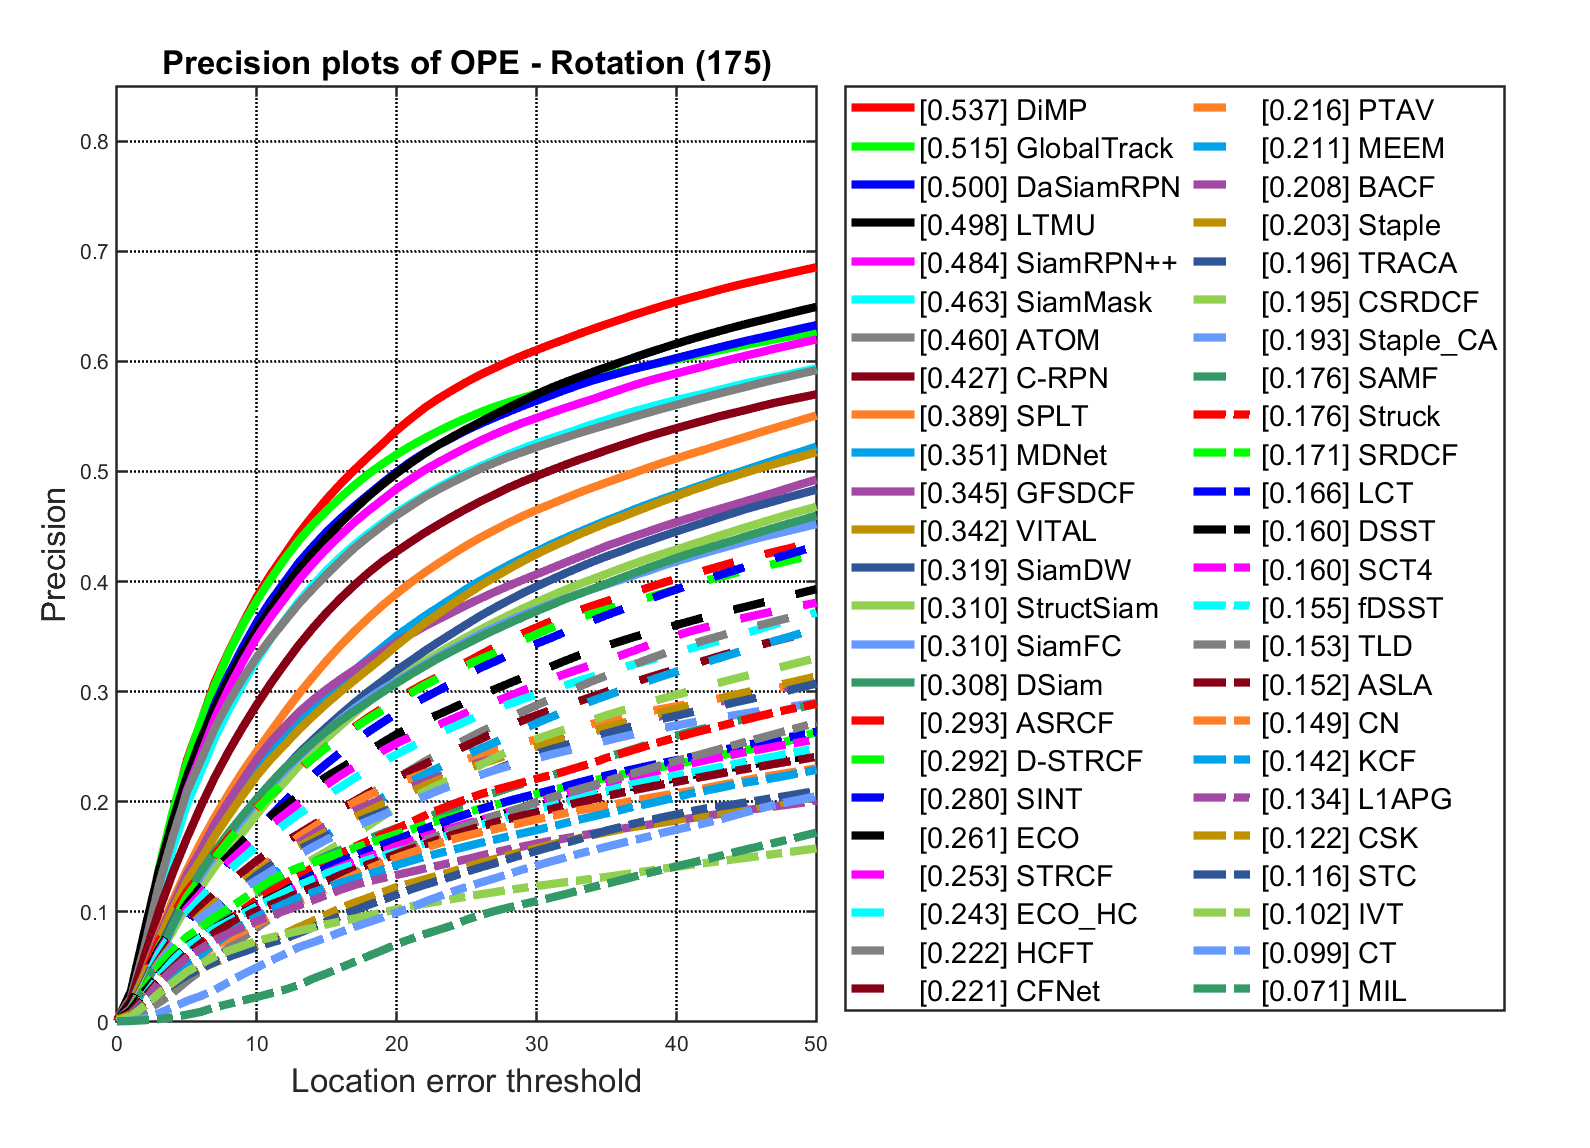 Precision plots of OPE - Rotation (175)
Precision
0.8
0.7
0.6
0.5
0.4
0.3
0.2
0.1
0
0 10 20 30 40 50
Location error threshold
[0.537] DiMP
[0.515] GlobalTrack
[0.500] DaSiamRPN
[0.498] LTMU
[0.484] SiamRPN++
[0.463] SiamMask
[0.460] ATOM
[0.427] C-RPN
[0.389] SPLT
[0.351] MDNet
[0.345] GFSDCF
[0.342] VITAL
[0.319] SiamDW
[0.310] StructSiam
[0.310] SiamFC
[0.308] DSiam
[0.293] ASRCF
[0.292] D-STRCF
[0.280] SINT
[0.261] ECO
[0.253] STRCF
[0.243] ECO_HC
[0.222] HCFT
[0.221] CFNet
[0.216] PTAV
[0.211] MEEM
[0.208] BACF
[0.203] Staple
[0.196] TRACA
[0.195] CSRDCF
[0.193] Staple_CA
[0.176] SAMF
[0.176] Struck
[0.171] SRDCF
[0.166] LCT
[0.160] DSST
[0.160] SCT4
[0.155] fDSST
[0.153] TLD
[0.152] ASLA
[0.149] CN
[0.142] KCF
[0.134] L1APG
[0.122] CSK
[0.116] STC
[0.102] IVT
[0.099] CT
[0.071] MIL